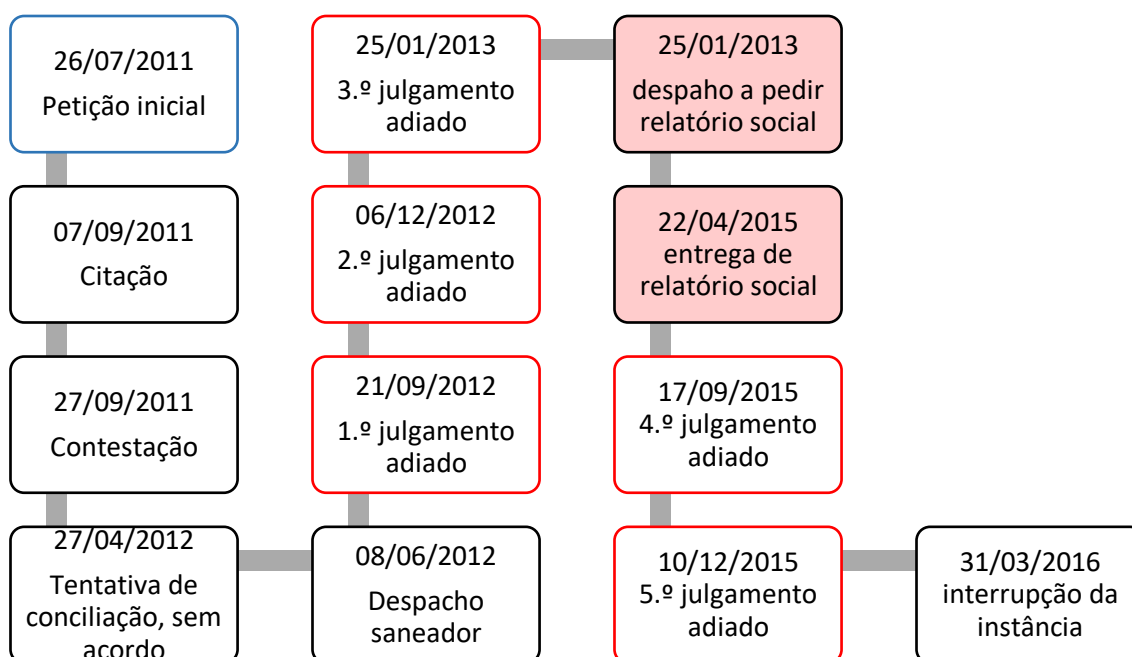 26/07/2011
Petição inicial
07/09/2011
Citação
27/09/2011
Contestação
27/04/2012
Tentativa de
conciliação, sem
acordo
08/06/2012
Despacho
saneador
21/09/2012
1.º julgamento
adiado
06/12/2012
2.º julgamento
adiado
25/01/2013
3.º julgamento
adiado
25/01/2013
despaho a pedir
relatório social
22/04/2015
entrega de
relatório social
17/09/2015
4.º julgamento
adiado
10/12/2015
5.º julgamento
adiado
31/03/2016
interrupção da
instância